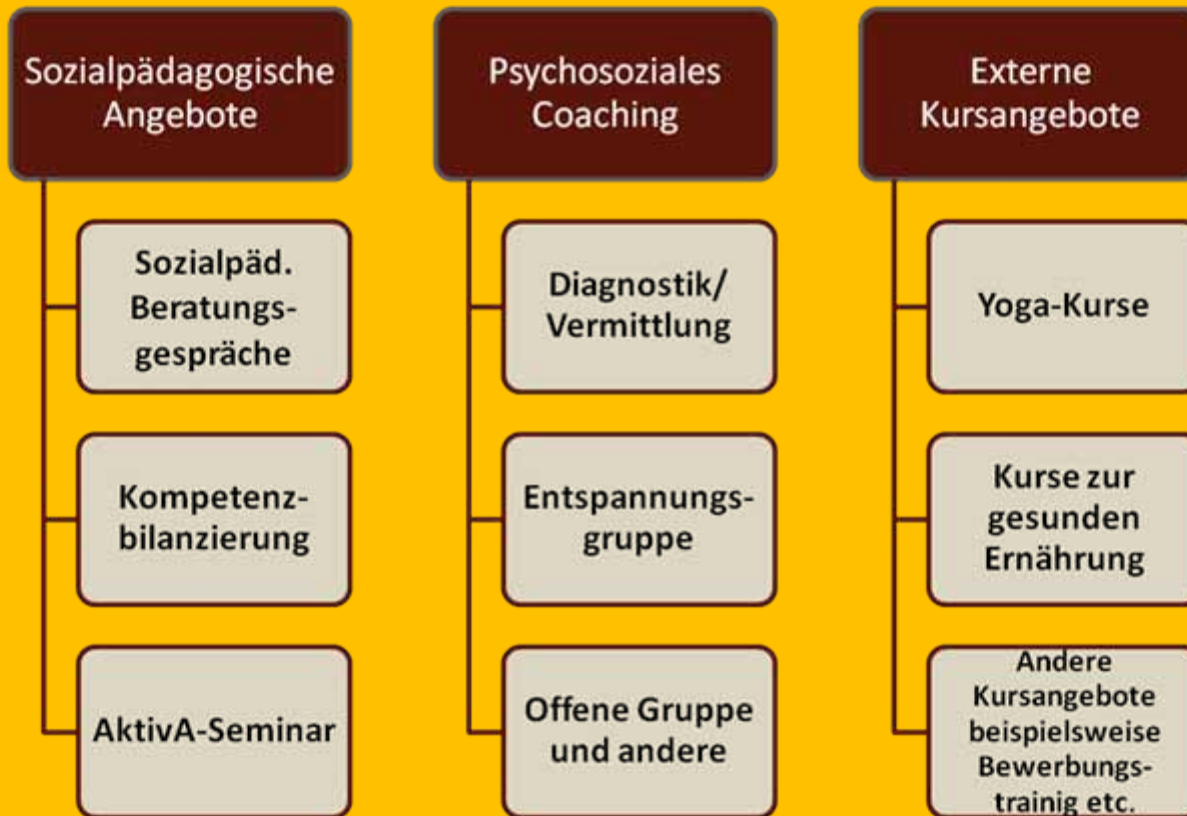 Sozialpädagogische
Angebote
Sozialpäd.
Beratungs-
gespräche
Kompetenz-
bilanzierung
AktivA-Seminar
Psychosoziales
Coaching
Diagnostik/
Vermittlung
Entspannungs-
gruppe
Offene Gruppe
und andere
Externe
Kursangebote
Yoga-Kurse
Kurse zur
gesunden
Ernährung
Andere
Kursangebote
beispielsweise
Bewerbungs-
trainig etc.